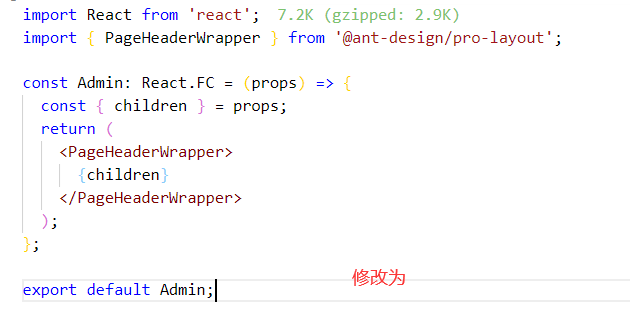 import React from 'react';  7.2K (gzipped: 2.9K)
import { PageHeaderWrapper } from '@ant-design/pro-layout';
const Admin: React.FC = (props) => {
  const { children } = props;
  return (
    <PageHeaderWrapper>
      {children}
    </PageHeaderWrapper>
  );
};
修改为
export default Admin;